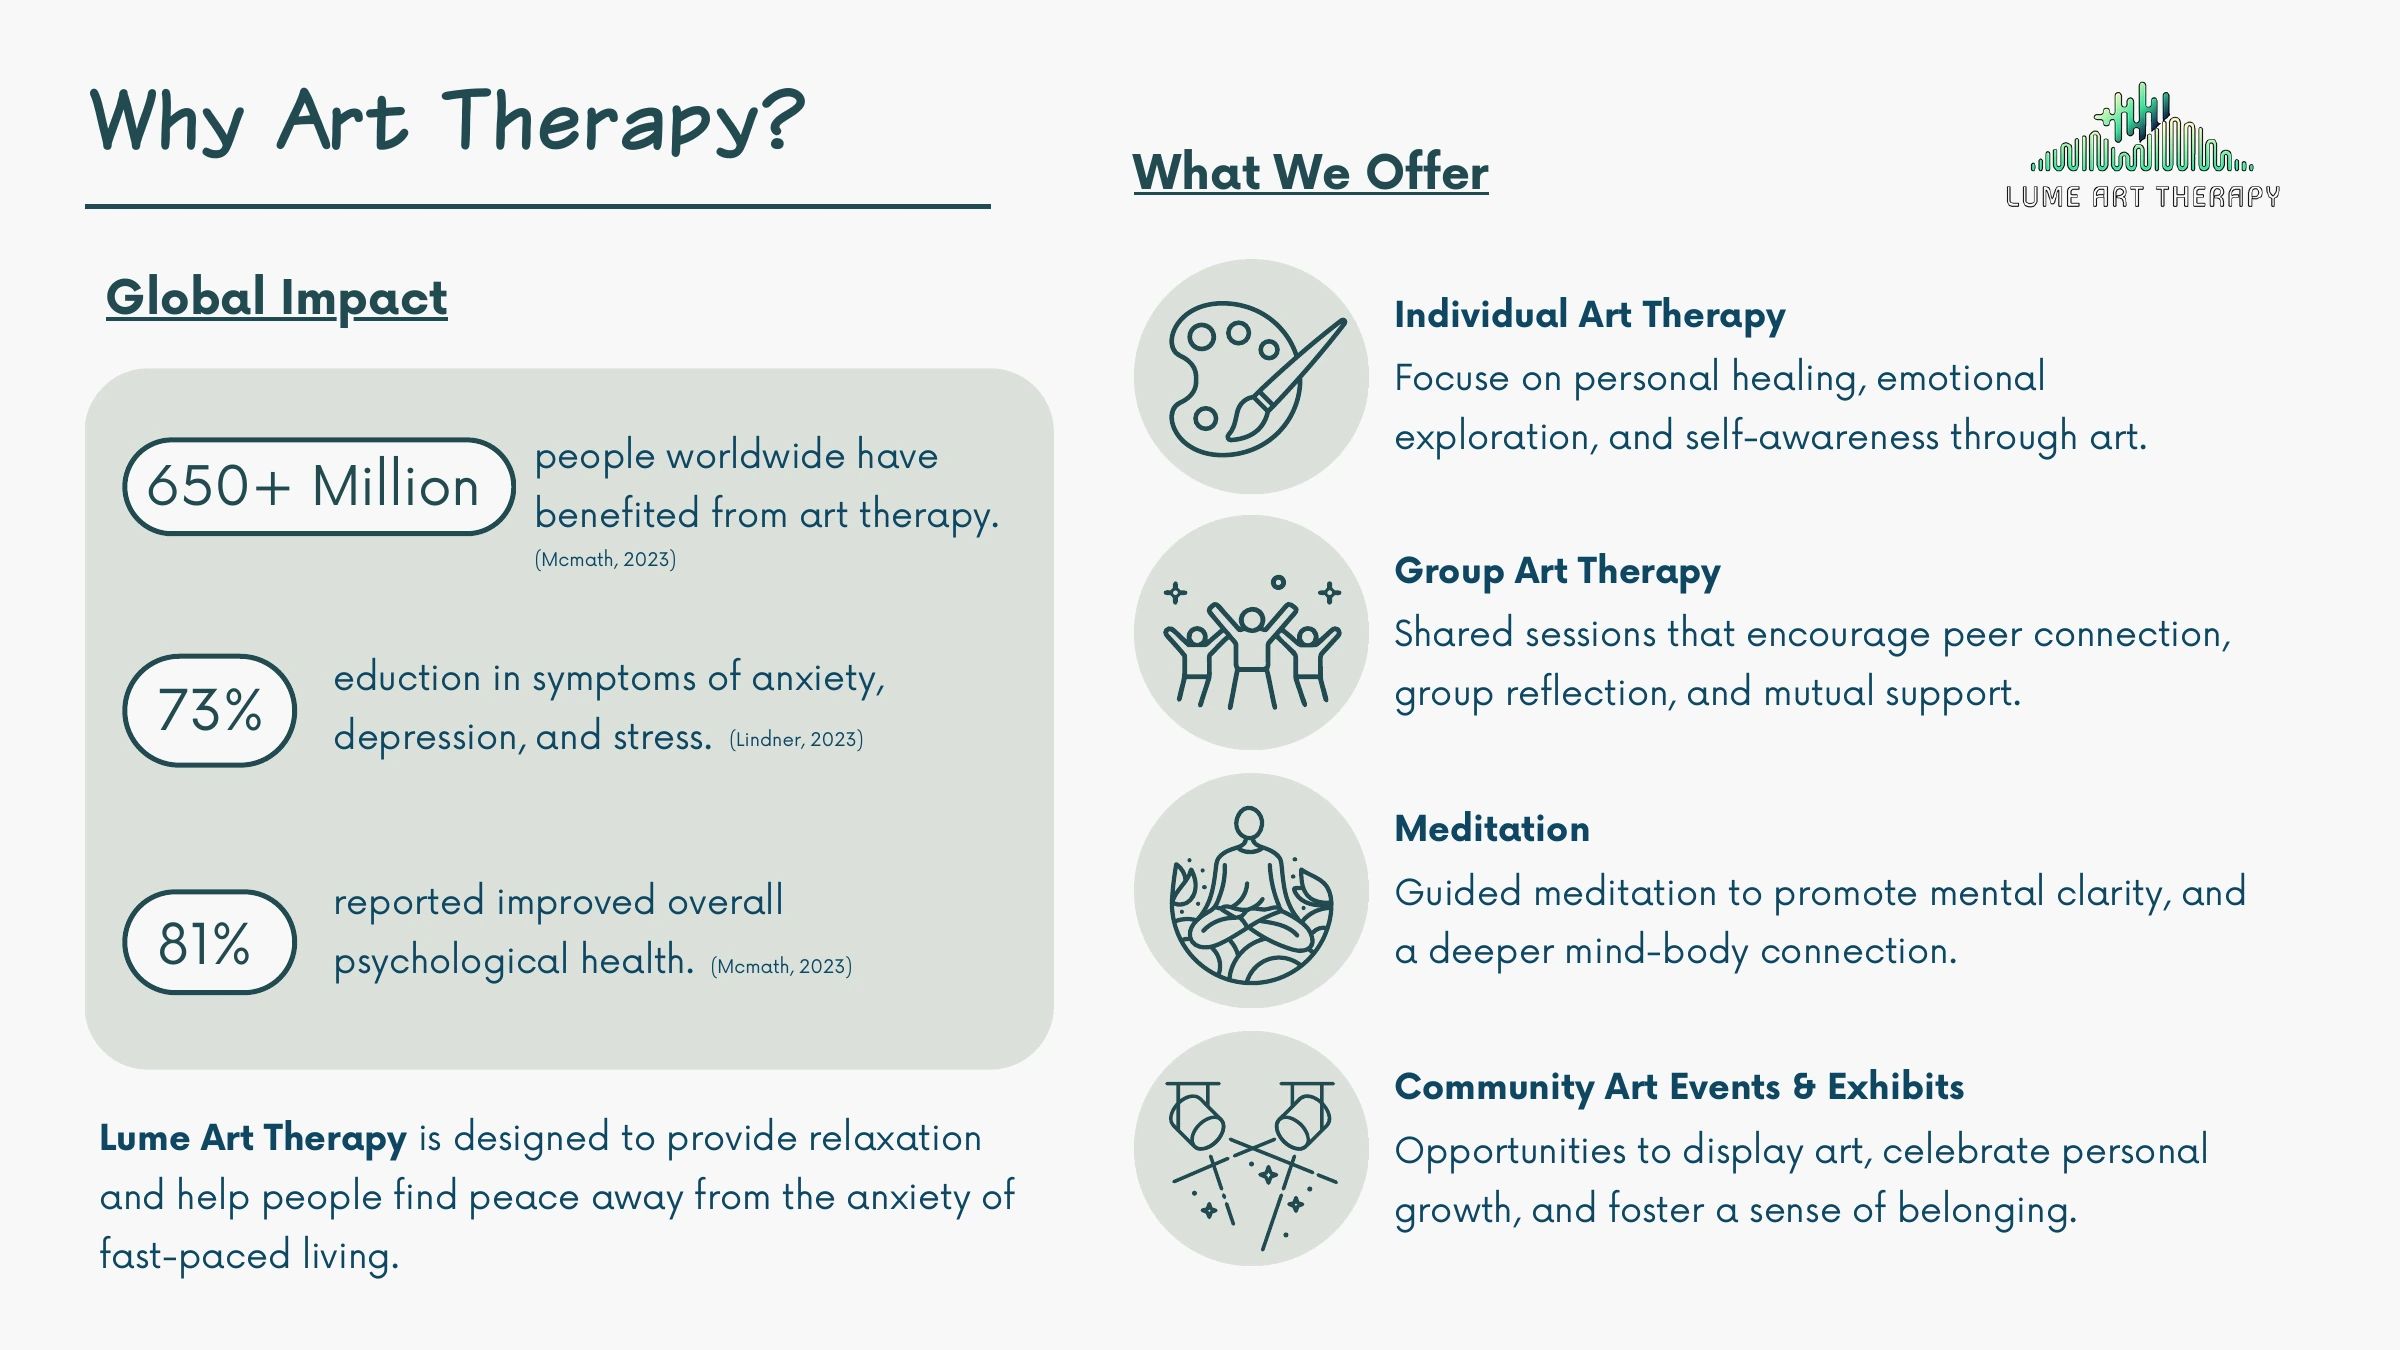 Why Art Therapy?
Global Impact
650+ Million
people worldwide have
benefited from art therapy.
(Mcmath, 2023)
73%
eduction in symptoms of anxiety,
depression, and stress. (Lindner, 2023)
81%
reported improved overall
psychological health. (Mcmath, 2023)
Lume Art Therapy is designed to provide relaxation
and help people find peace away from the anxiety of
fast-paced living.
What We Offer
LUME ART THERAPY
Individual Art Therapy
Focuse on personal healing, emotional
exploration, and self-awareness through art.
Group Art Therapy
Shared sessions that encourage peer connection,
group reflection, and mutual support.
Meditation
Guided meditation to promote mental clarity, and
a deeper mind-body connection.
Community Art Events & Exhibits
Opportunities to display art, celebrate personal
growth, and foster a sense of belonging.